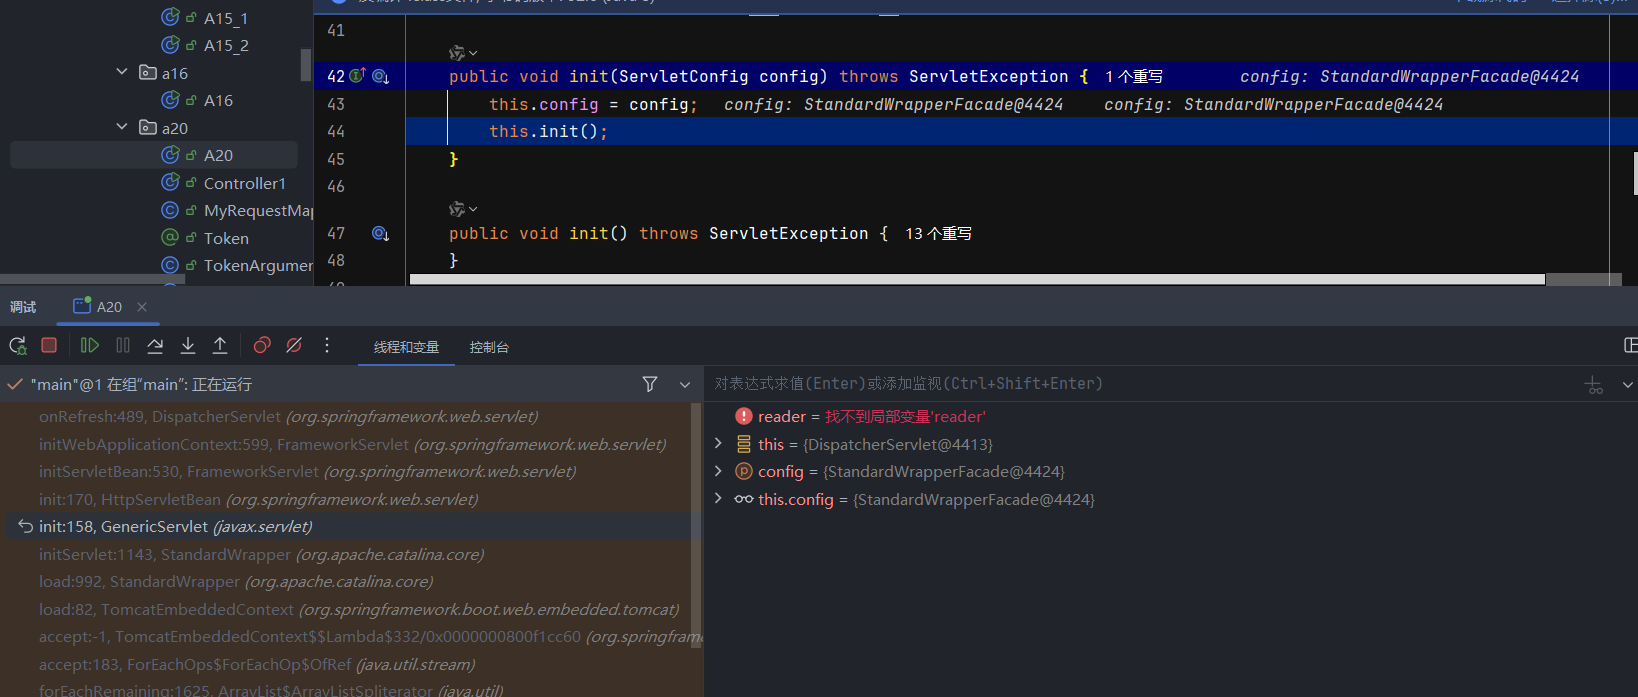 A15_1
A15_2
a16
A16
a20
A20
Controller1
MyRequestMap
Token
TokenArgumer
41
42 public void init(ServletConfig config) throws ServletException { 1 个重写 config: StandardWrapperFacade@4424
43 this.config = config; config: StandardWrapperFacade@4424 config: StandardWrapperFacade@4424
44 this.init();
45 }
46
47 public void init() throws ServletException { 13 个重写
48 }
调试 A20
线程和变量 控制台
"main"@1 在组“main”: 正在运行
onRefresh:489, DispatcherServlet (org.springframework.web.servlet)
initWebApplicationContext:599, FrameworkServlet (org.springframework.web.servlet)
initServletBean:530, FrameworkServlet (org.springframework.web.servlet)
init:170, HttpServletBean (org.springframework.web.servlet)
init:158, GenericServlet (javax.servlet)
initServlet:1143, StandardWrapper (org.apache.catalina.core)
load:992, StandardWrapper (org.apache.catalina.core)
load:82, TomcatEmbeddedContext (org.springframework.boot.web.embedded.tomcat)
accept:-1, TomcatEmbeddedContext$$Lambda$332/0x0000000800f1cc60 (org.springframe
accept:183, ForEachOps$ForEachOp$OfRef (java.util.stream)
forEachRemaining:1625, ArrayList$ArrayListSpliterator (java.util)
对表达式求值(Enter)或添加监视(Ctrl+Shift+Enter)
reader = 找不到局部变量'reader'
this = {DispatcherServlet@4413}
config = {StandardWrapperFacade@4424}
this.config = {StandardWrapperFacade@4424}